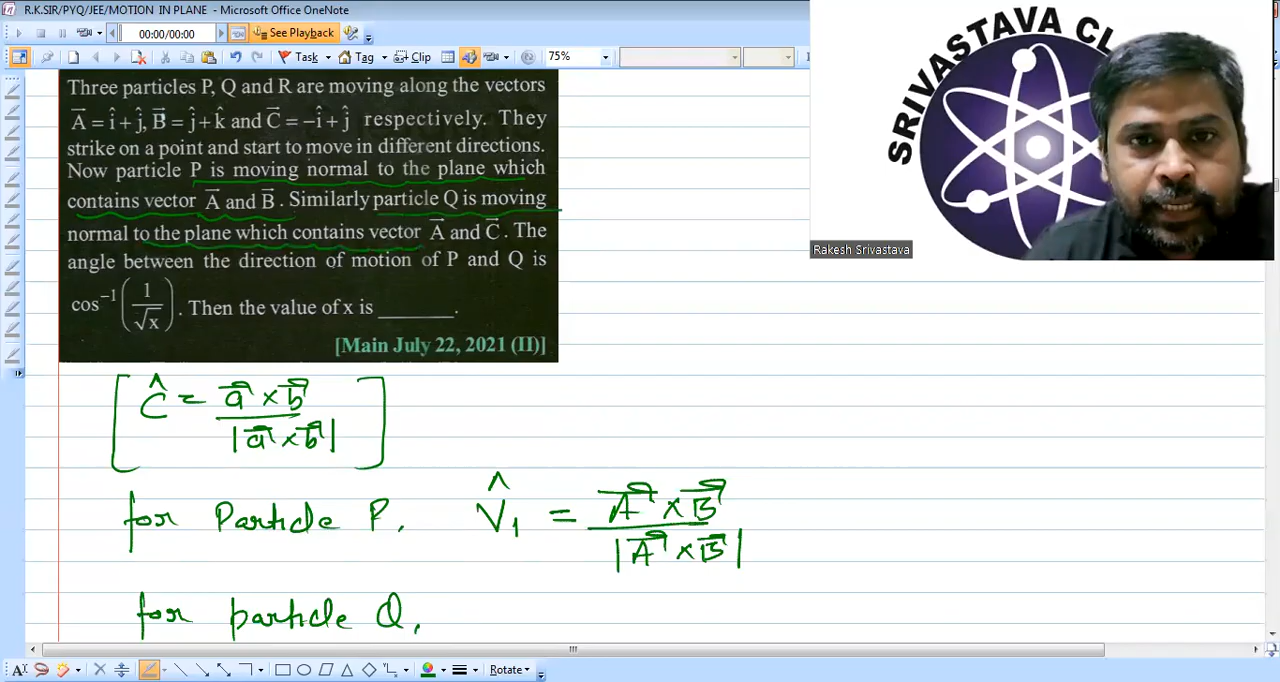 R.K.SIR/PYQ/JEE/MOTION IN PLANE - Microsoft Office OneNote
00:00/00:00 See Playback
Task Tag Clip 75%
SRIVASTAVA CL
Three particles P, Q and R are moving along the vectors
A⃗ = î + ĵ, B⃗ = ĵ + k̂ and C⃗ = −î + ĵ respectively. They
strike on a point and start to move in different directions.
Now particle P is moving normal to the plane which
contains vector A⃗ and B⃗. Similarly particle Q is moving
normal to the plane which contains vector A⃗ and C⃗. The
angle between the direction of motion of P and Q is
cos⁻¹(1/√x). Then the value of x is ______.
[Main July 22, 2021 (II)]
Rakesh Srivastava
[Ĉ = a⃗ × b⃗ / |a⃗ × b⃗|]
for Particle P, V̂₁ = A⃗ × B⃗ / |A⃗ × B⃗|
for particle Q,
Rotate